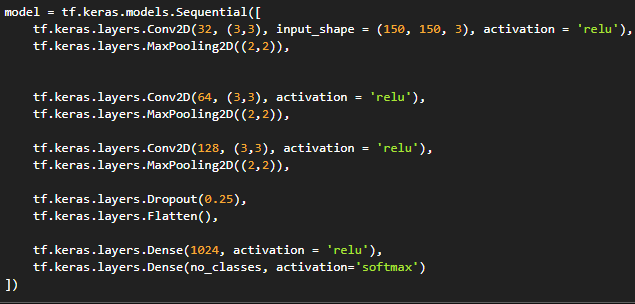 model = tf.keras.models.Sequential([
    tf.keras.layers.Conv2D(32, (3,3), input_shape = (150, 150, 3), activation = 'relu'),
    tf.keras.layers.MaxPooling2D((2,2)),
    tf.keras.layers.Conv2D(64, (3,3), activation = 'relu'),
    tf.keras.layers.MaxPooling2D((2,2)),
    tf.keras.layers.Conv2D(128, (3,3), activation = 'relu'),
    tf.keras.layers.MaxPooling2D((2,2)),
    tf.keras.layers.Dropout(0.25),
    tf.keras.layers.Flatten(),
    tf.keras.layers.Dense(1024, activation = 'relu'),
    tf.keras.layers.Dense(no_classes, activation='softmax')
])